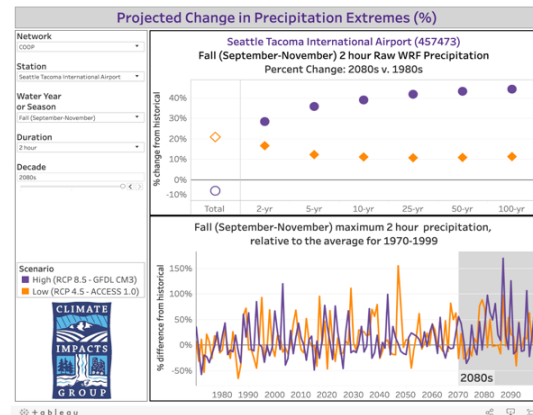 Projected Change in Precipitation Extremes (%)
Network
COOP
Station
Seattle Tacoma International Airport
Water Year
or Season
Fall (September-November)
Duration
2 hour
Decade
2080s
Seattle Tacoma International Airport (457473)
Fall (September-November) 2 hour Raw WRF Precipitation
Percent Change: 2080s v. 1980s
% change from historical
40%
30%
20%
10%
0%
-10%
Total 2-yr 5-yr 10-yr 25-yr 50-yr 100-yr
Fall (September-November) maximum 2 hour precipitation,
relative to the average for 1970-1999
% difference from historical
150%
100%
50%
0%
-50%
2080s
1980 1990 2000 2010 2020 2030 2040 2050 2060 2070 2080 2090
Scenario
High (RCP 8.5 - GFDL CM3)
Low (RCP 4.5 - ACCESS 1.0)
CLIMATE
IMPACTS
GROUP
+ a b l e a u